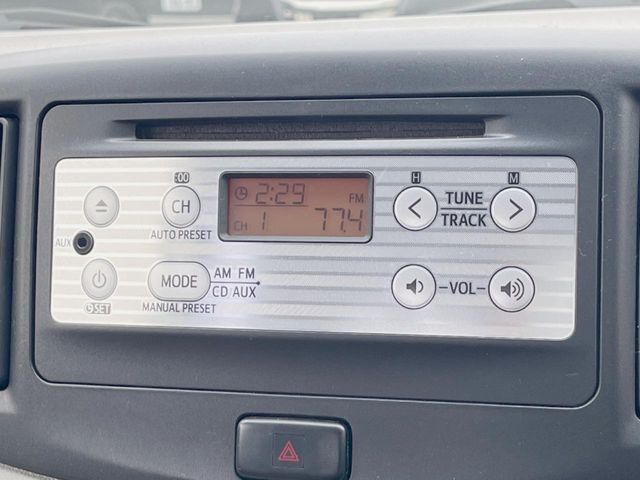 :00
H
M
CH
AUTO PRESET
2:29
FM
CH 1 77.4
TUNE
TRACK
AUX
MODE
AM FM
CD AUX
MANUAL PRESET
SET
VOL